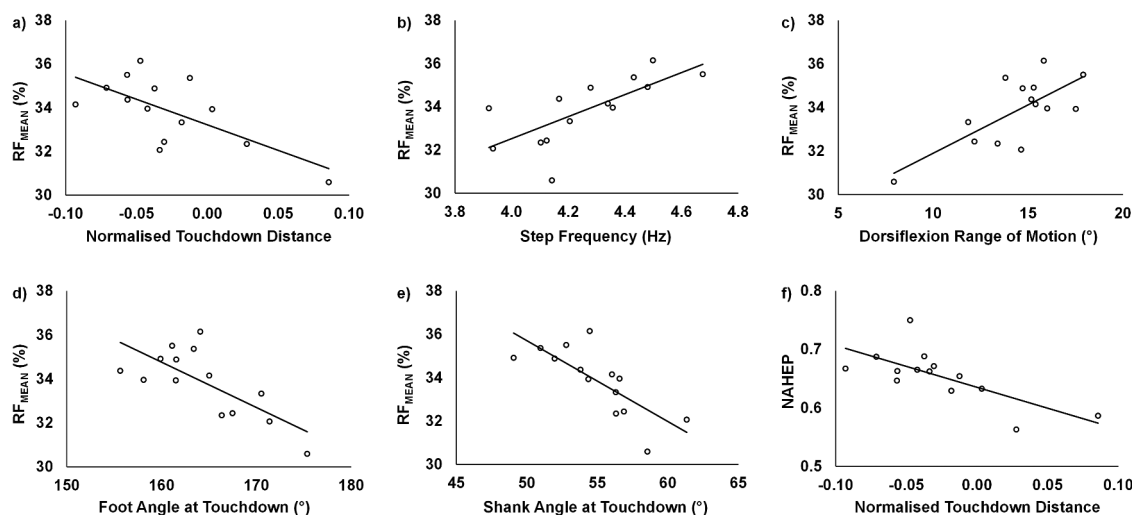 a)
38
36
34
32
30
RF_MEAN (%)
-0.10 -0.05 0.00 0.05 0.10
Normalised Touchdown Distance
b)
38
36
34
32
30
RF_MEAN (%)
3.8 4.0 4.2 4.4 4.6 4.8
Step Frequency (Hz)
c)
38
36
34
32
30
RF_MEAN (%)
5 10 15 20
Dorsiflexion Range of Motion (°)
d)
38
36
34
32
30
RF_MEAN (%)
150 160 170 180
Foot Angle at Touchdown (°)
e)
38
36
34
32
30
RF_MEAN (%)
45 50 55 60 65
Shank Angle at Touchdown (°)
f)
0.8
0.7
0.6
0.5
NAHEP
-0.10 -0.05 0.00 0.05 0.10
Normalised Touchdown Distance